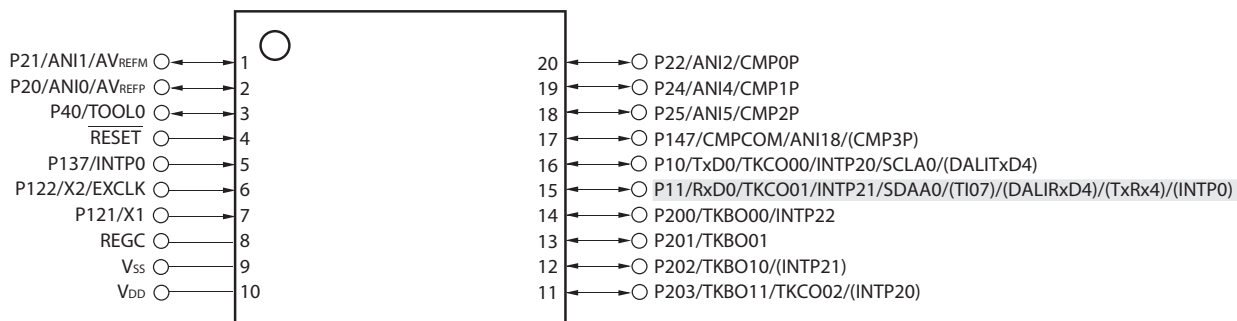 P21/ANI1/AVREFM 1
P20/ANI0/AVREFP 2
P40/TOOL0 3
RESET 4
P137/INTP0 5
P122/X2/EXCLK 6
P121/X1 7
REGC 8
VSS 9
VDD 10
20 P22/ANI2/CMP0P
19 P24/ANI4/CMP1P
18 P25/ANI5/CMP2P
17 P147/CMPCOM/ANI18/(CMP3P)
16 P10/TxD0/TKCO00/INTP20/SCLA0/(DALITxD4)
15 P11/RxD0/TKCO01/INTP21/SDAA0/(TI07)/(DALIRxD4)/(TxRx4)/(INTP0)
14 P200/TKBO00/INTP22
13 P201/TKBO01
12 P202/TKBO10/(INTP21)
11 P203/TKBO11/TKCO02/(INTP20)